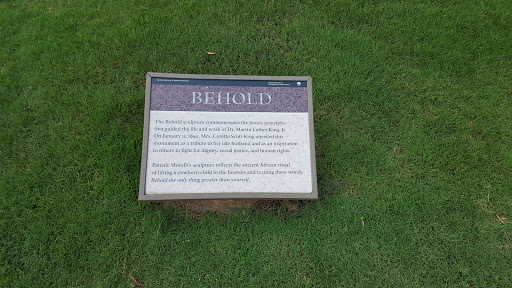 BEHOLD
The Behold sculpture commemorates the heroic principles
that guided the life and work of Dr. Martin Luther King, Jr.
On January 11, 1990, Mrs. Coretta Scott King unveiled this
monument as a tribute to her late husband and as an inspiration
to others to fight for dignity, social justice, and human rights.
Patrick Morelli's sculpture reflects the ancient African ritual
of lifting a newborn child to the heavens and reciting these words:
Behold the only thing greater than yourself.